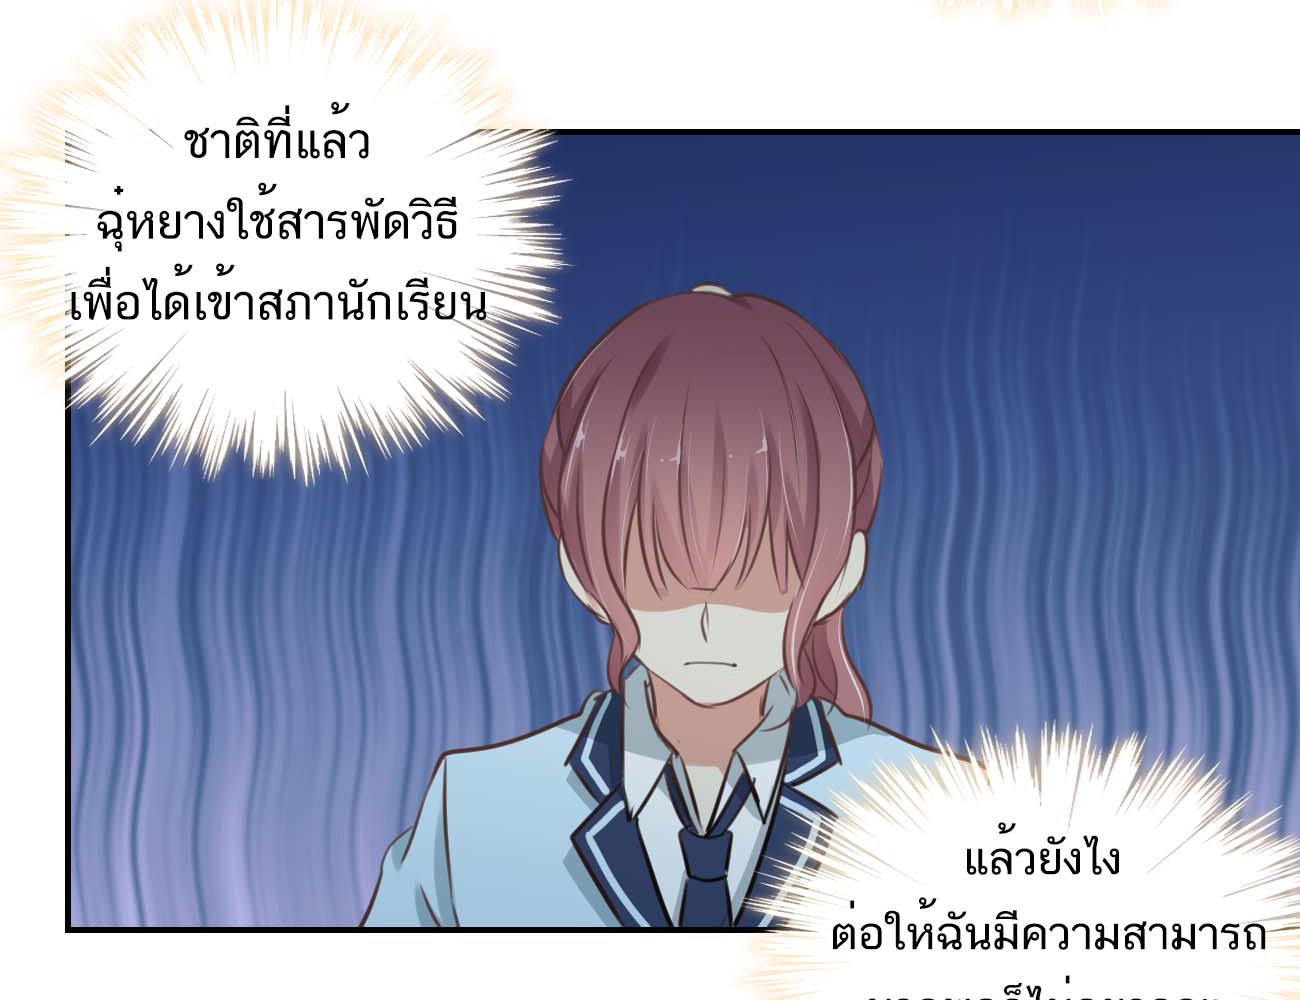 ชาติที่แล้ว
ฉุ๋หยางใช้สารพัดวิธี
เพื่อได้เข้าสภานักเรียน
แล้วยังไง
ต่อให้ฉันมีความสามารถ